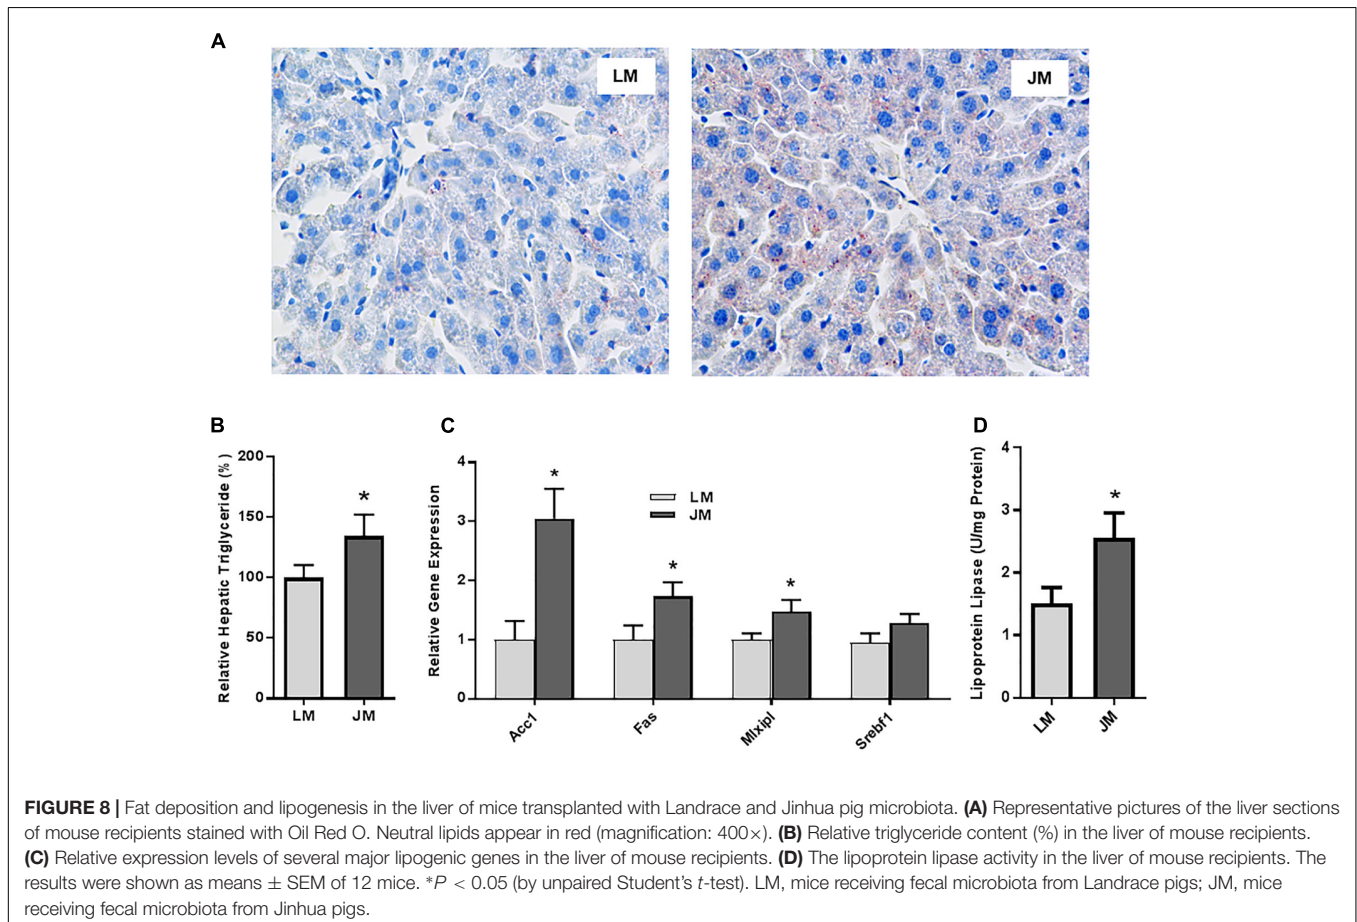 A
LM
JM
B
Relative Hepatic Triglyceride (%)
200
150
100
50
0
*
LM
JM
C
Relative Gene Expression
4
3
2
1
0
*
*
*
LM
JM
Acc1
Fas
Mlxipl
Srebf1
D
Lipoprotein Lipase (U/mg Protein)
4
3
2
1
0
*
LM
JM
FIGURE 8 | Fat deposition and lipogenesis in the liver of mice transplanted with Landrace and Jinhua pig microbiota. (A) Representative pictures of the liver sections
of mouse recipients stained with Oil Red O. Neutral lipids appear in red (magnification: 400×). (B) Relative triglyceride content (%) in the liver of mouse recipients.
(C) Relative expression levels of several major lipogenic genes in the liver of mouse recipients. (D) The lipoprotein lipase activity in the liver of mouse recipients. The
results were shown as means ± SEM of 12 mice. *P < 0.05 (by unpaired Student's t-test). LM, mice receiving fecal microbiota from Landrace pigs; JM, mice
receiving fecal microbiota from Jinhua pigs.